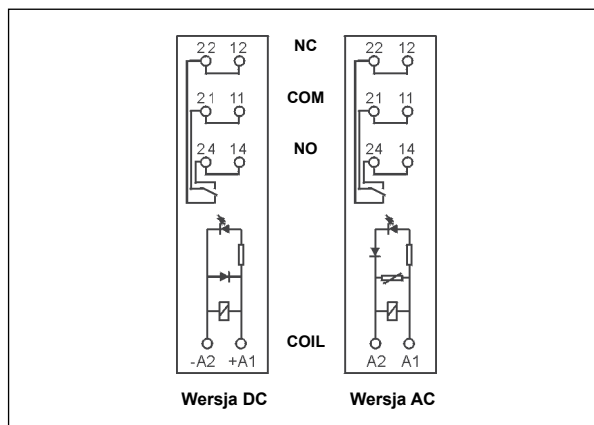 22 12 NC 22 12
21 11 COM 21 11
24 14 NO 24 14
COIL
-A2 +A1 A2 A1
Wersja DC Wersja AC